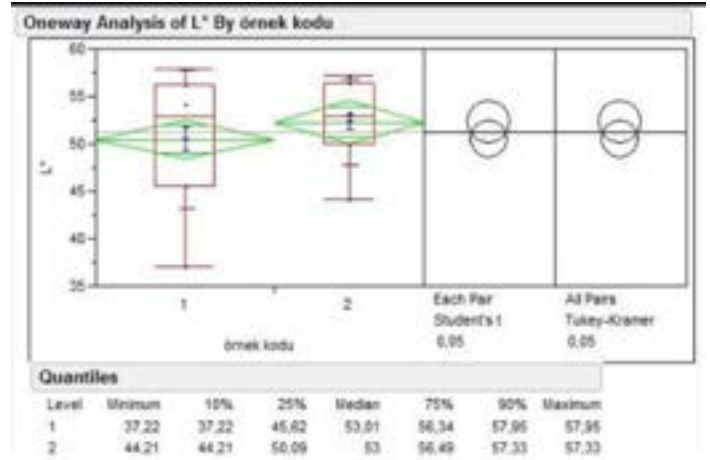 Oneway Analysis of L* By örnek kodu
60
55
50
45
40
35
L*
1 2
örnek kodu
Each Pair All Pairs
Student's t Tukey-Kramer
0,05 0,05
Quantiles
Level Minimum 10% 25% Median 75% 90% Maximum
1 37,22 37,22 45,62 53,01 56,34 57,95 57,95
2 44,21 44,21 50,09 53 56,49 57,33 57,33